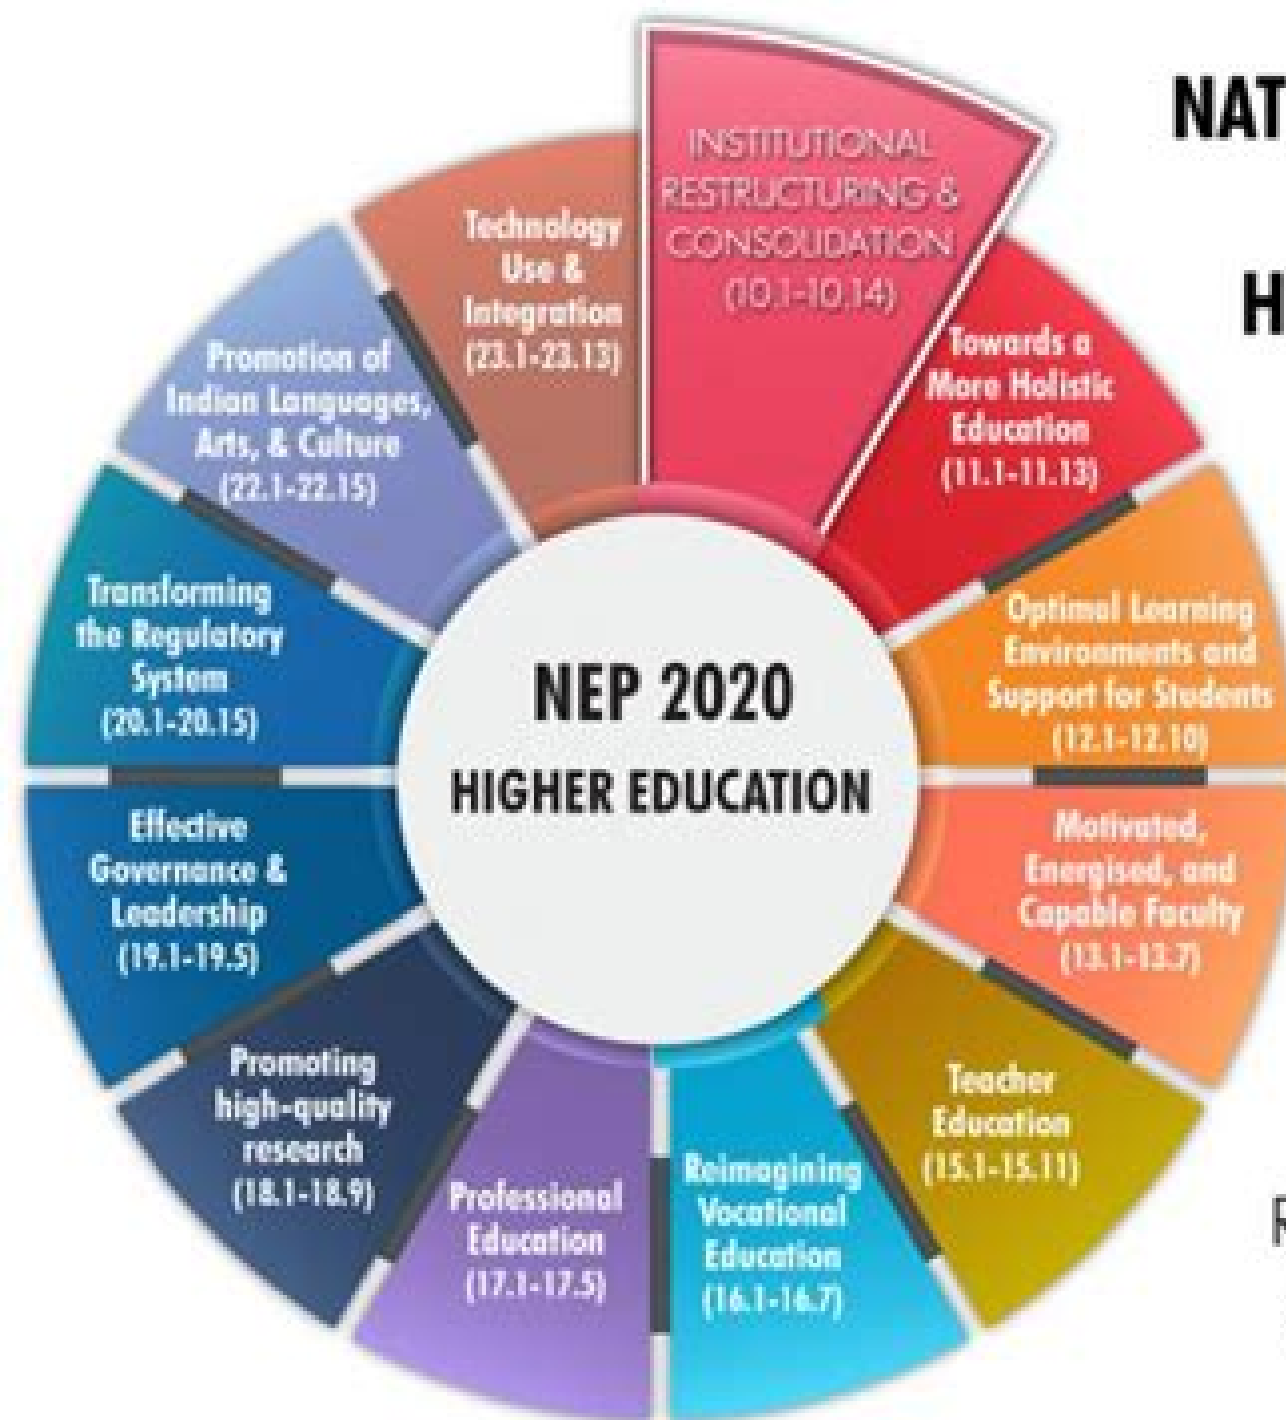 NAT
H
INSTITUTIONAL
RESTRUCTURING &
CONSOLIDATION
(10.1-10.14)
Towards a
More Holistic
Education
(11.1-11.13)
Optimal Learning
Environments and
Support for Students
(12.1-12.10)
Motivated,
Energised, and
Capable Faculty
(13.1-13.7)
Teacher
Education
(15.1-15.11)
Reimagining
Vocational
Education
(16.1-16.7)
Professional
Education
(17.1-17.5)
Promoting
high-quality
research
(18.1-18.9)
Effective
Governance &
Leadership
(19.1-19.5)
Transforming
the Regulatory
System
(20.1-20.15)
Promotion of
Indian Languages,
Arts, & Culture
(22.1-22.15)
Technology
Use &
Integration
(23.1-23.13)
NEP 2020
HIGHER EDUCATION
R